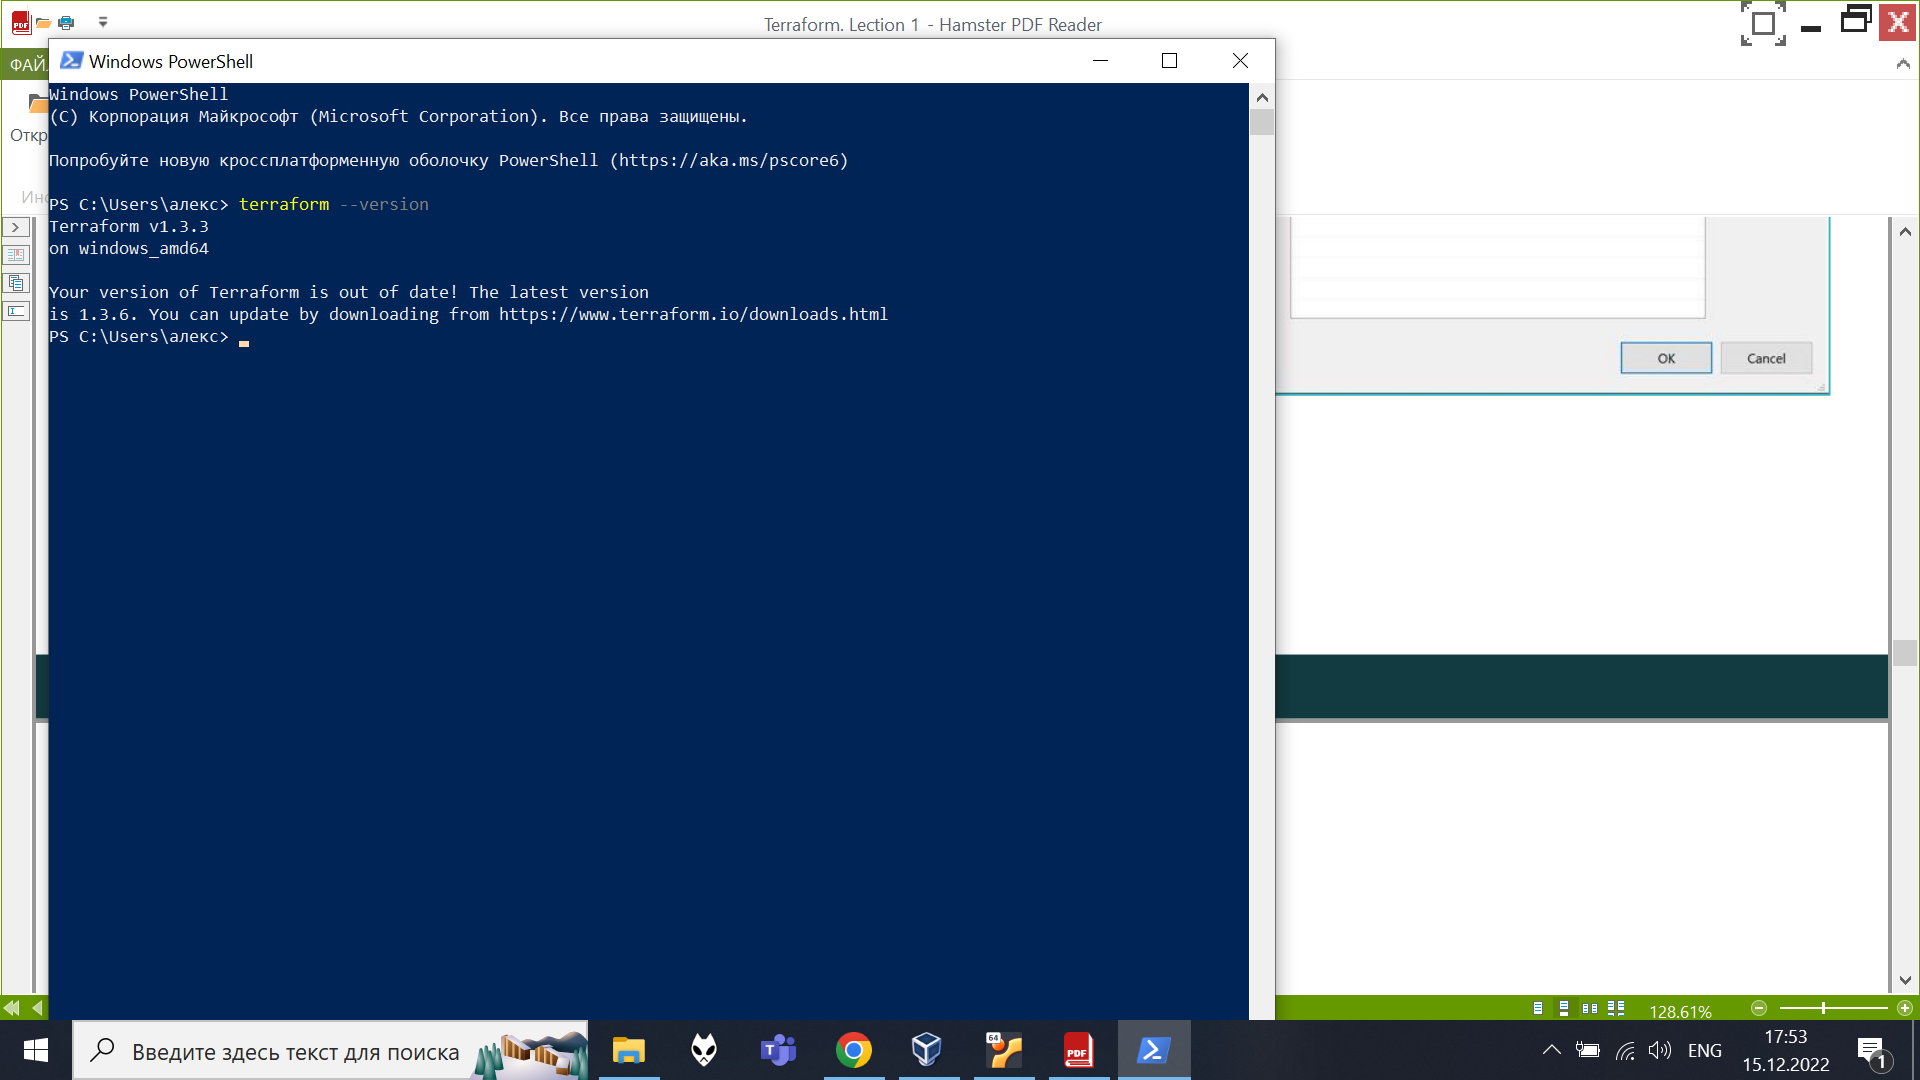 Terraform. Lection 1 - Hamster PDF Reader
ФАЙ
Откр
Windows PowerShell
Windows PowerShell
(C) Корпорация Майкрософт (Microsoft Corporation). Все права защищены.
Попробуйте новую кроссплатформенную оболочку PowerShell (https://aka.ms/pscore6)
PS C:\Users\алекс> terraform --version
Terraform v1.3.3
on windows_amd64
Your version of Terraform is out of date! The latest version
is 1.3.6. You can update by downloading from https://www.terraform.io/downloads.html
PS C:\Users\алекс>
OK
Cancel
128.61%
Введите здесь текст для поиска
64
PDF
ENG
17:53
15.12.2022
1